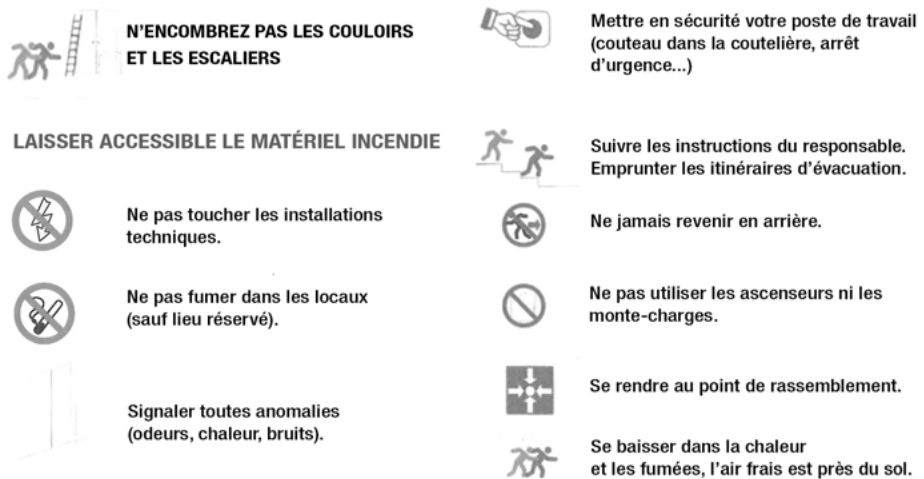 N'ENCOMBREZ PAS LES COULOIRS
ET LES ESCALIERS
LAISSER ACCESSIBLE LE MATÉRIEL INCENDIE
Ne pas toucher les installations
techniques.
Ne pas fumer dans les locaux
(sauf lieu réservé).
Signaler toutes anomalies
(odeurs, chaleur, bruits).
Mettre en sécurité votre poste de travail
(couteau dans la coutelière, arrêt
d'urgence...)
Suivre les instructions du responsable.
Emprunter les itinéraires d'évacuation.
Ne jamais revenir en arrière.
Ne pas utiliser les ascenseurs ni les
monte-charges.
Se rendre au point de rassemblement.
Se baisser dans la chaleur
et les fumées, l'air frais est près du sol.